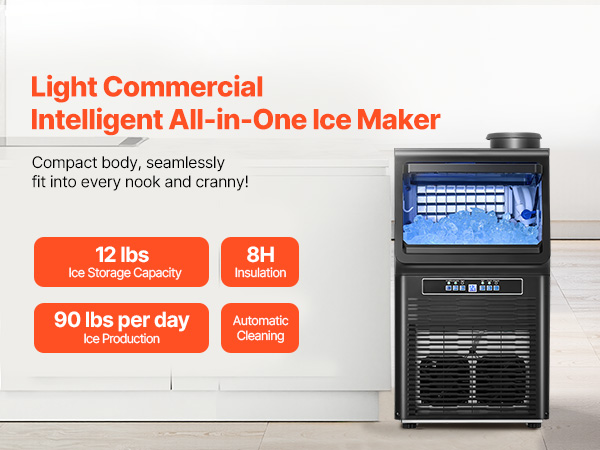 Light Commercial
Intelligent All-in-One Ice Maker
Compact body, seamlessly
fit into every nook and cranny!
12 lbs
Ice Storage Capacity
8H
Insulation
90 lbs per day
Ice Production
Automatic
Cleaning